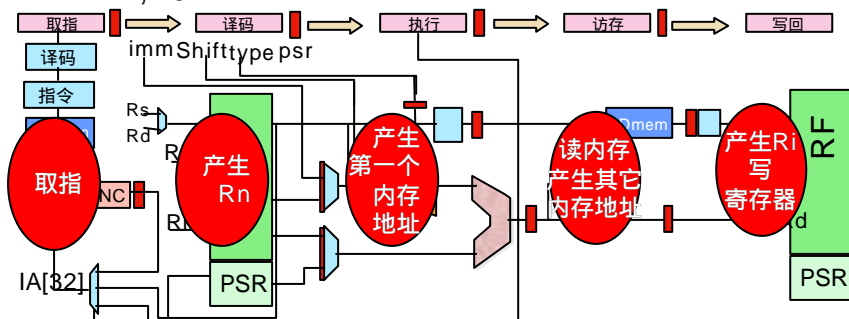 取指
译码
执行
访存
写回
译码
imm Shift type psr
指令
Rs
Rd
取指
NC
产生
Rn
产生
第一个
内存
地址
Dmem
读内存
产生其它
内存地址
产生Ri
写
寄存器
RF
IA[32]
PSR
PSR